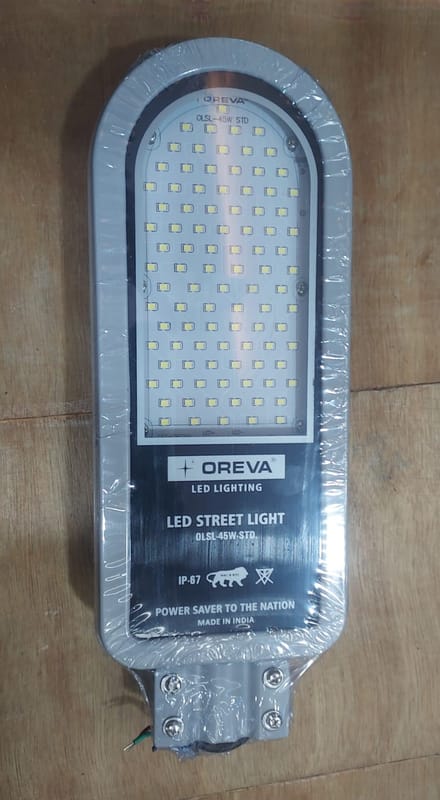 OREVA
OLSL-45W STD
OREVA®
LED LIGHTING
LED STREET LIGHT
OLSL-45W-STD.
IP-67
POWER SAVER TO THE NATION
MADE IN INDIA